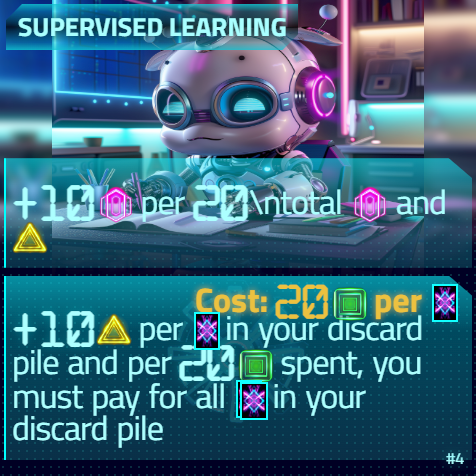 SUPERVISED LEARNING
+10 per 20\ntotal and
Cost: 20 per
+10 per in your discard
pile and per 20 spent, you
must pay for all in your
discard pile
#4